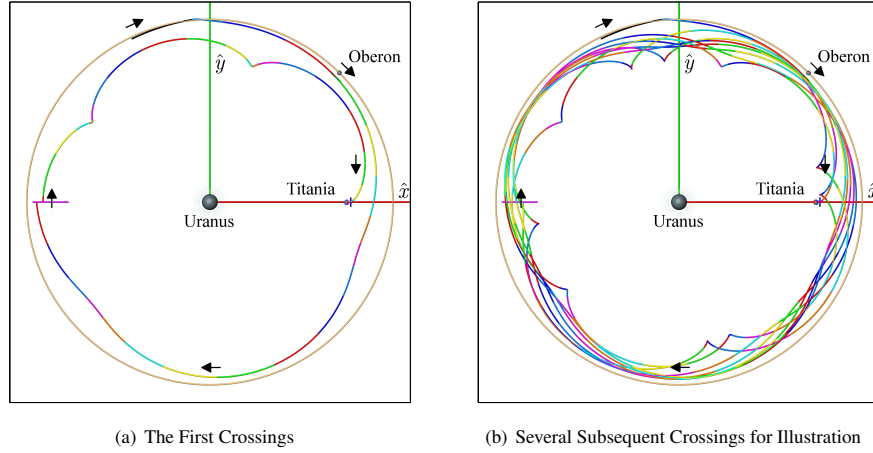 Oberon
ŷ
Titania
x̂
Uranus
(a) The First Crossings
Oberon
ŷ
Titania
x̂
Uranus
(b) Several Subsequent Crossings for Illustration